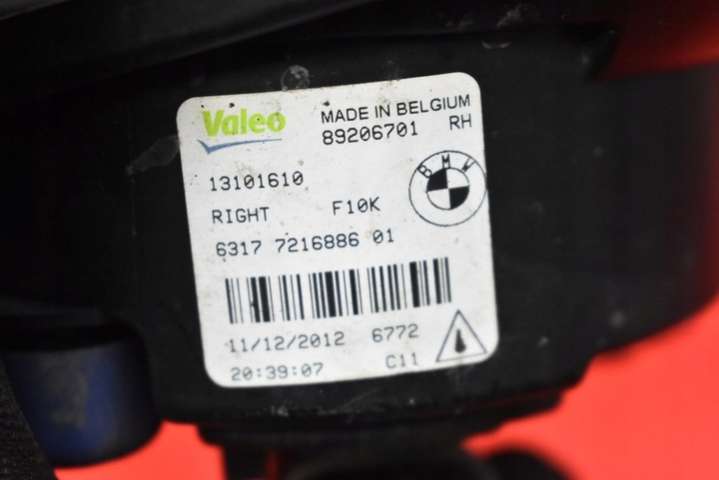 Valeo
MADE IN BELGIUM
89206701 RH
13101610
BMW
RIGHT F10K
6317 7216886 01
11/12/2012 6772
20:39:07 C11